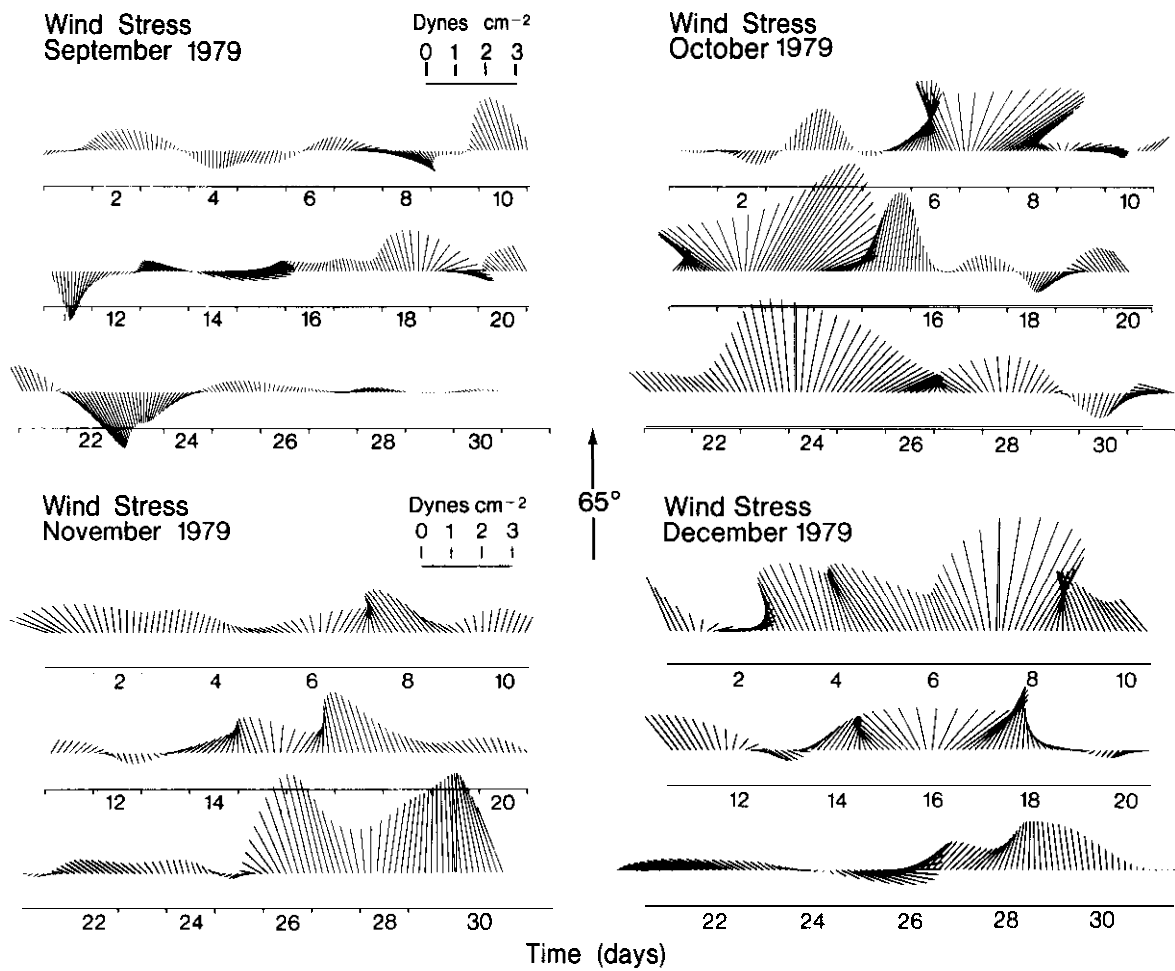 Wind Stress
September 1979
Dynes cm⁻²
0 1 2 3
2 4 6 8 10
12 14 16 18 20
22 24 26 28 30
Wind Stress
October 1979
2 6 8 10
16 18 20
22 24 26 28 30
65°
Wind Stress
November 1979
Dynes cm⁻²
0 1 2 3
2 4 6 8 10
12 14 20
22 24 26 28 30
Wind Stress
December 1979
2 4 6 8 10
12 14 16 18 20
22 24 26 28 30
Time (days)